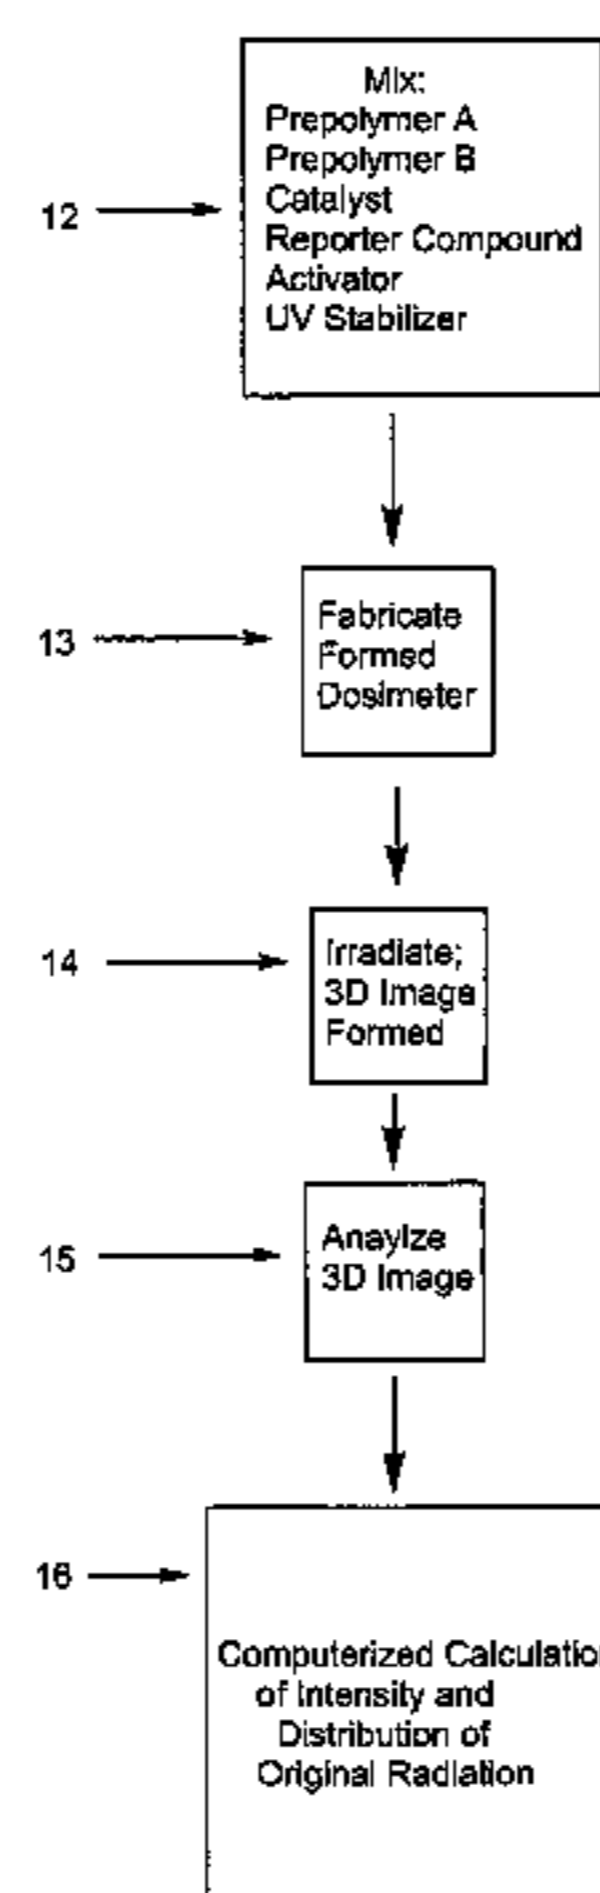 Mix:
Prepolymer A
Prepolymer B
Catalyst
12
Reporter Compound
Activator
UV Stabilizer
Fabricate
13
Formed
Dosimeter
14
Irradiate;
3D Image
Formed
Anaylze
15
3D Image
16
Computerized Calculatio
of Intensity and
Distribution of
Original Radiation